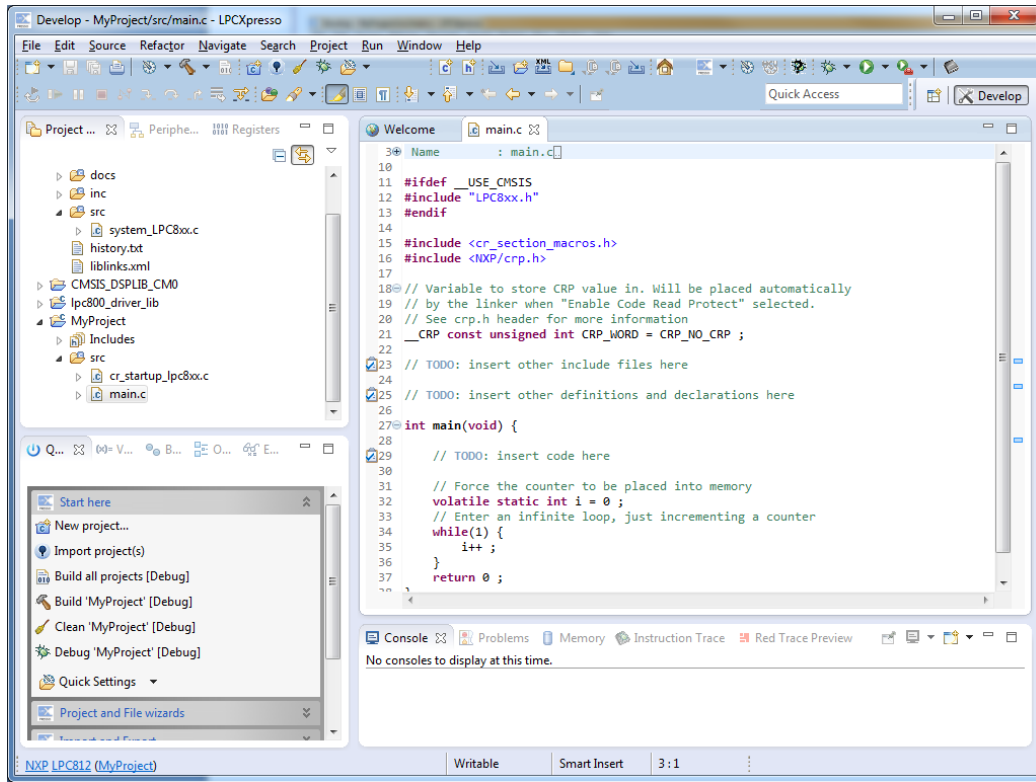 Develop - MyProject/src/main.c - LPCXpresso
File Edit Source Refactor Navigate Search Project Run Window Help
Quick Access
Develop
Project ... Periphe... Registers
docs
inc
src
system_LPC8xx.c
history.txt
liblinks.xml
CMSIS_DSPLIB_CM0
lpc800_driver_lib
MyProject
Includes
src
cr_startup_lpc8xx.c
main.c
Q... (x)= V... B... O... E...
Start here
New project...
Import project(s)
Build all projects [Debug]
Build 'MyProject' [Debug]
Clean 'MyProject' [Debug]
Debug 'MyProject' [Debug]
Quick Settings
Project and File wizards
Import and Export
Welcome main.c
3 Name : main.c
10
11 #ifdef __USE_CMSIS
12 #include "LPC8xx.h"
13 #endif
14
15 #include <cr_section_macros.h>
16 #include <NXP/crp.h>
17
18 // Variable to store CRP value in. Will be placed automatically
19 // by the linker when "Enable Code Read Protect" selected.
20 // See crp.h header for more information
21 __CRP const unsigned int CRP_WORD = CRP_NO_CRP ;
22
23 // TODO: insert other include files here
24
25 // TODO: insert other definitions and declarations here
26
27 int main(void) {
28
29 // TODO: insert code here
30
31 // Force the counter to be placed into memory
32 volatile static int i = 0 ;
33 // Enter an infinite loop, just incrementing a counter
34 while(1) {
35 i++ ;
36 }
37 return 0 ;
38 }
Console Problems Memory Instruction Trace Red Trace Preview
No consoles to display at this time.
NXP LPC812 (MyProject) Writable Smart Insert 3 : 1